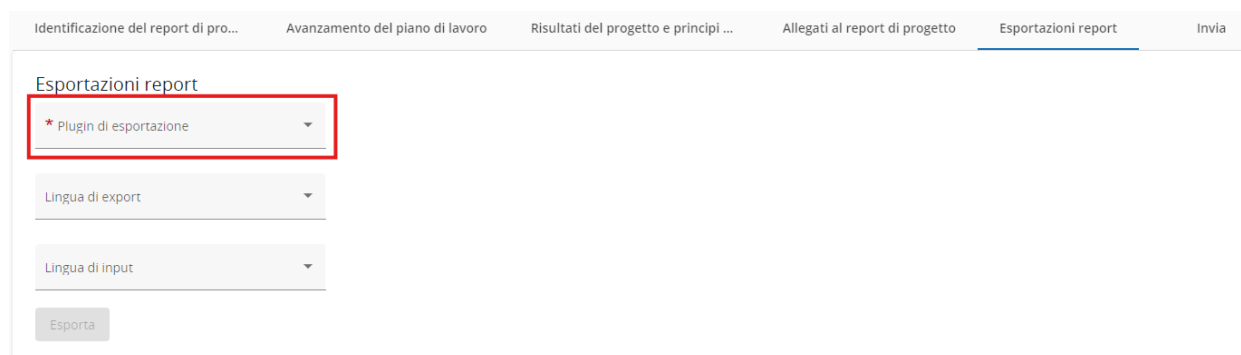 Identificazione del report di pro... Avanzamento del piano di lavoro Risultati del progetto e principi ... Allegati al report di progetto Esportazioni report Invia
Esportazioni report
* Plugin di esportazione
Lingua di export
Lingua di input
Esporta